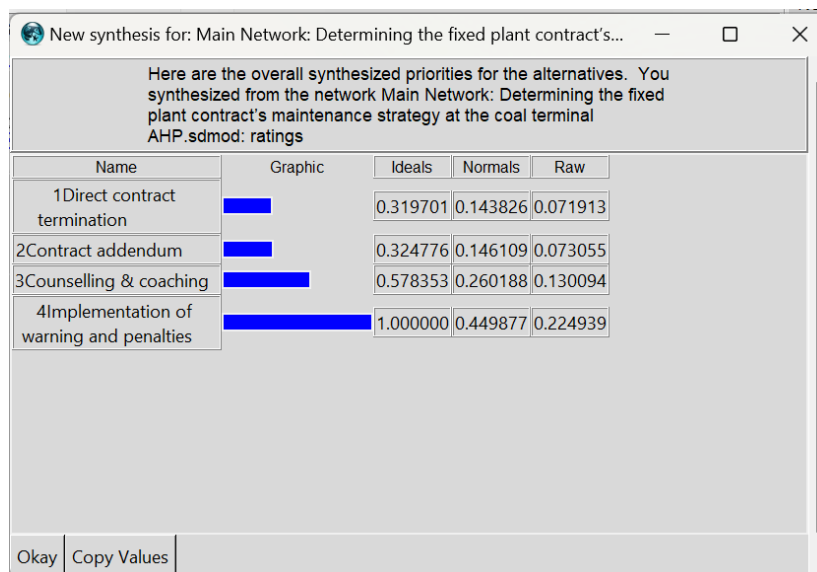 New synthesis for: Main Network: Determining the fixed plant contract's...
Here are the overall synthesized priorities for the alternatives. You
synthesized from the network Main Network: Determining the fixed
plant contract's maintenance strategy at the coal terminal
AHP.sdmod: ratings
Name Graphic Ideals Normals Raw
1Direct contract
termination
0.319701 0.143826 0.071913
2Contract addendum 0.324776 0.146109 0.073055
3Counselling & coaching 0.578353 0.260188 0.130094
4Implementation of
warning and penalties
1.000000 0.449877 0.224939
Okay Copy Values